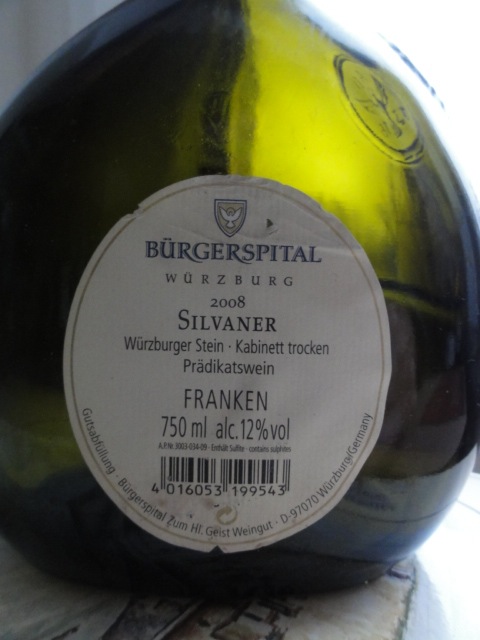 BÜRGERSPITAL
WÜRZBURG
2008
SILVANER
Würzburger Stein · Kabinett trocken
Prädikatswein
FRANKEN
750 ml alc.12%vol
A.P.Nr.3003-034-09 · Enthält Sulfite · contains sulphites
4 016053 199543
Gutsabfüllung · Bürgerspital Zum Hl. Geist Weingut · D-97070 Würzburg/Germany